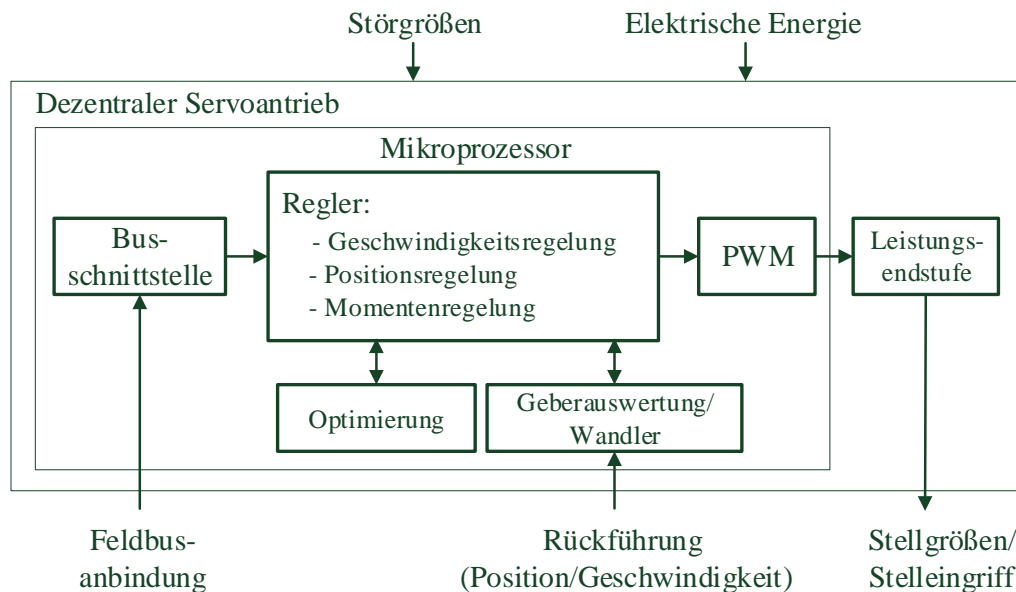 Störgrößen
Elektrische Energie
Dezentraler Servoantrieb
Mikroprozessor
Regler:
- Geschwindigkeitsregelung
- Positionsregelung
- Momentenregelung
Bus-
schnittstelle
PWM
Leistungs-
endstufe
Optimierung
Geberauswertung/
Wandler
Feldbus-
anbindung
Rückführung
(Position/Geschwindigkeit)
Stellgrößen/
Stelleingriff